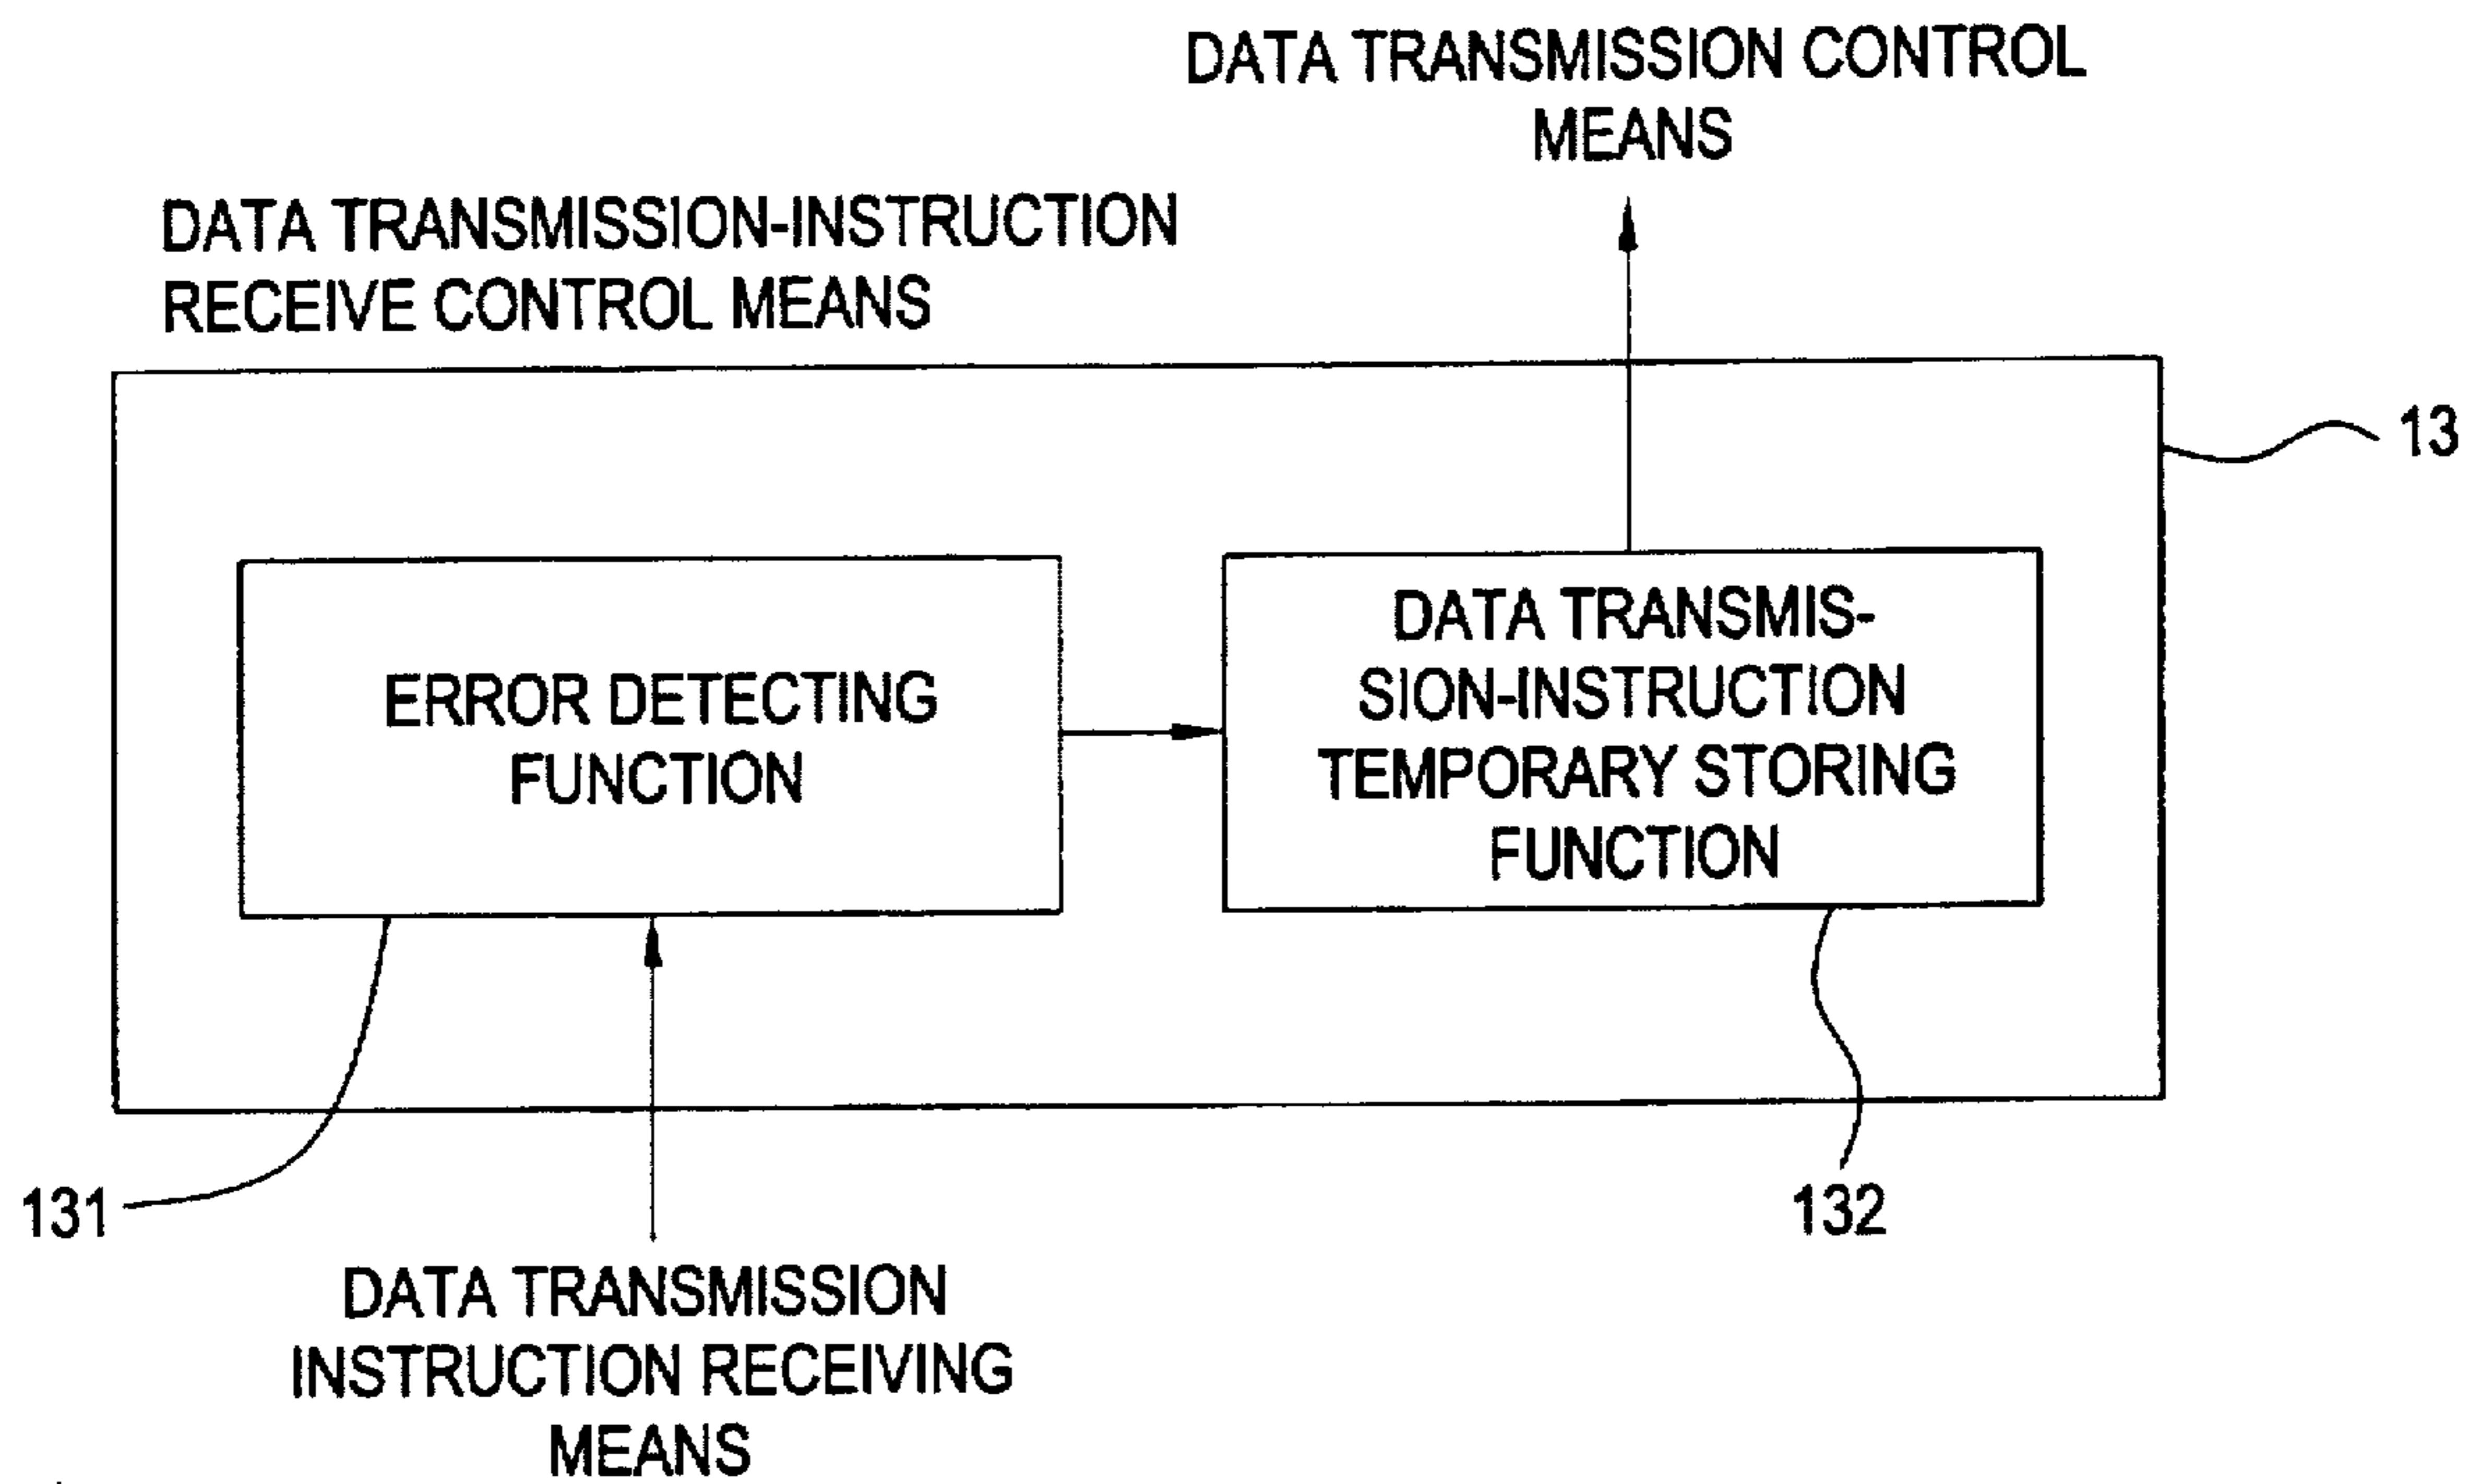 DATA TRANSMISSION CONTROL
MEANS
DATA TRANSMISSION-INSTRUCTION
RECEIVE CONTROL MEANS
13
ERROR DETECTING
FUNCTION
DATA TRANSMIS-
SION-INSTRUCTION
TEMPORARY STORING
FUNCTION
131
132
DATA TRANSMISSION
INSTRUCTION RECEIVING
MEANS